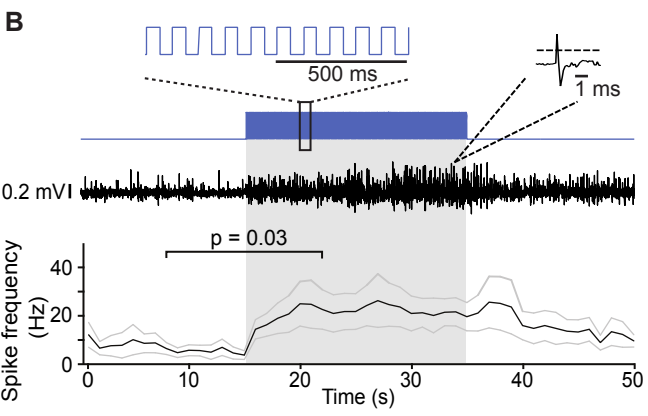 B
500 ms
1 ms
0.2 mV
p = 0.03
Spike frequency
(Hz)
40
20
0
0 10 20 30 40 50
Time (s)